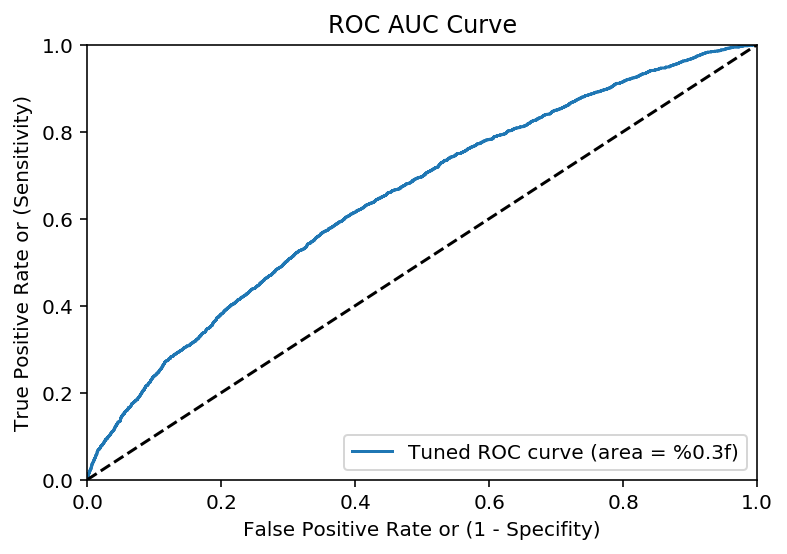 ROC AUC Curve
True Positive Rate or (Sensitivity)
1.0
0.8
0.6
0.4
0.2
0.0
Tuned ROC curve (area = %0.3f)
0.0 0.2 0.4 0.6 0.8 1.0
False Positive Rate or (1 - Specifity)